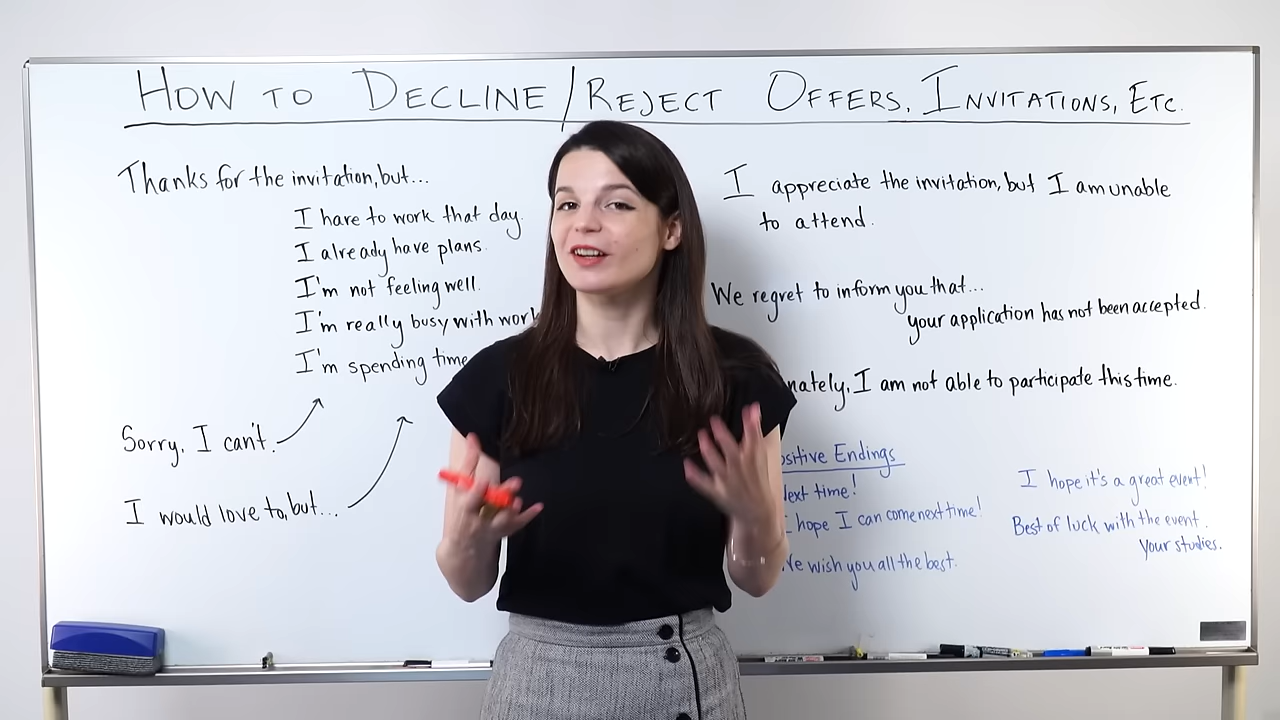 HOW TO DECLINE/REJECT OFFERS, INVITATIONS, ETC.
Thanks for the invitation, but...
I have to work that day.
I already have plans.
I'm not feeling well.
I'm really busy with work
I'm spending time
Sorry, I can't.
I would love to, but...
I appreciate the invitation, but I am unable
to attend.
We regret to inform you that...
your application has not been accepted.
I am not able to participate this time.
Endings
time!
hope I can come next time!
wish you all the best.
I hope it's a great event!
Best of luck with the event.
your studies.